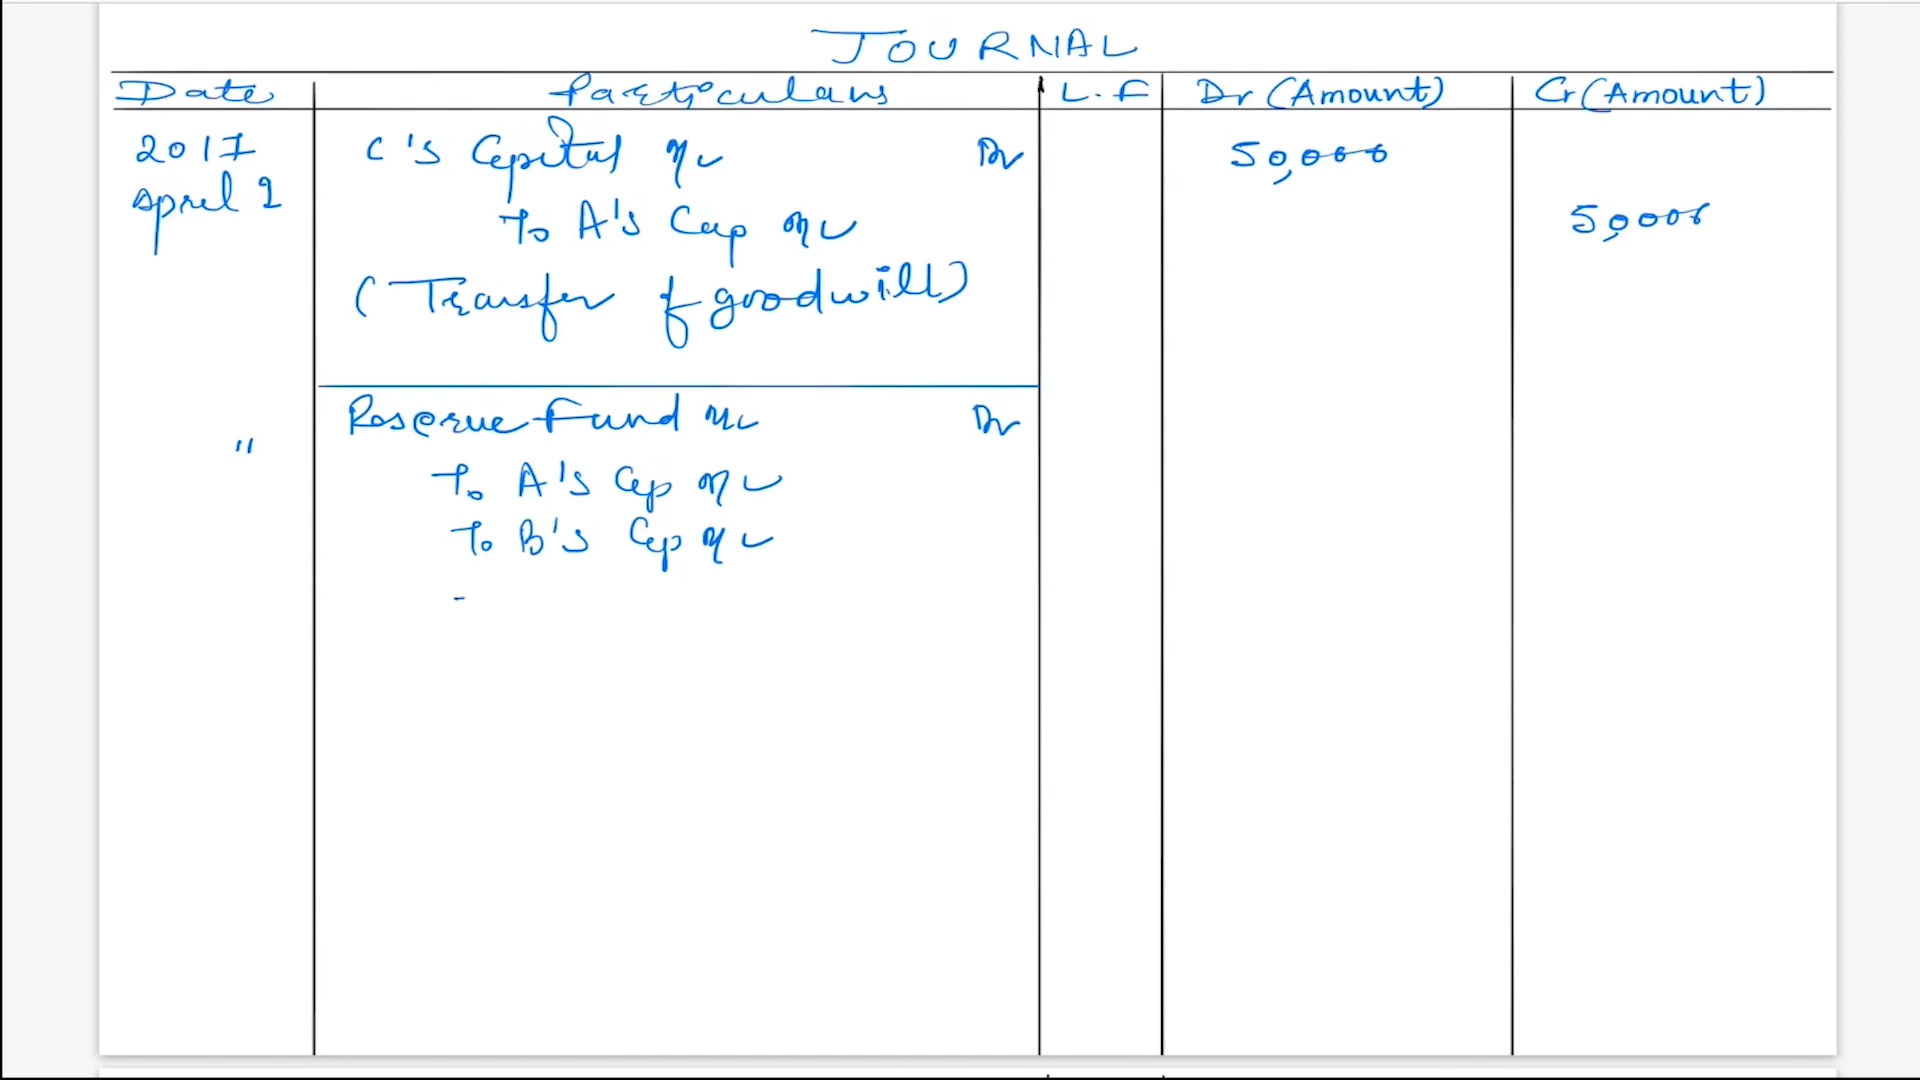 JOURNAL
Date Particulars L.F Dr (Amount) Cr (Amount)
2017 C's Capital A/c Dr 50,000
April 1 To A's Cap A/c 50,000
(Transfer of goodwill)
Reserve Fund A/c Dr
"
To A's Cap A/c
To B's Cap A/c